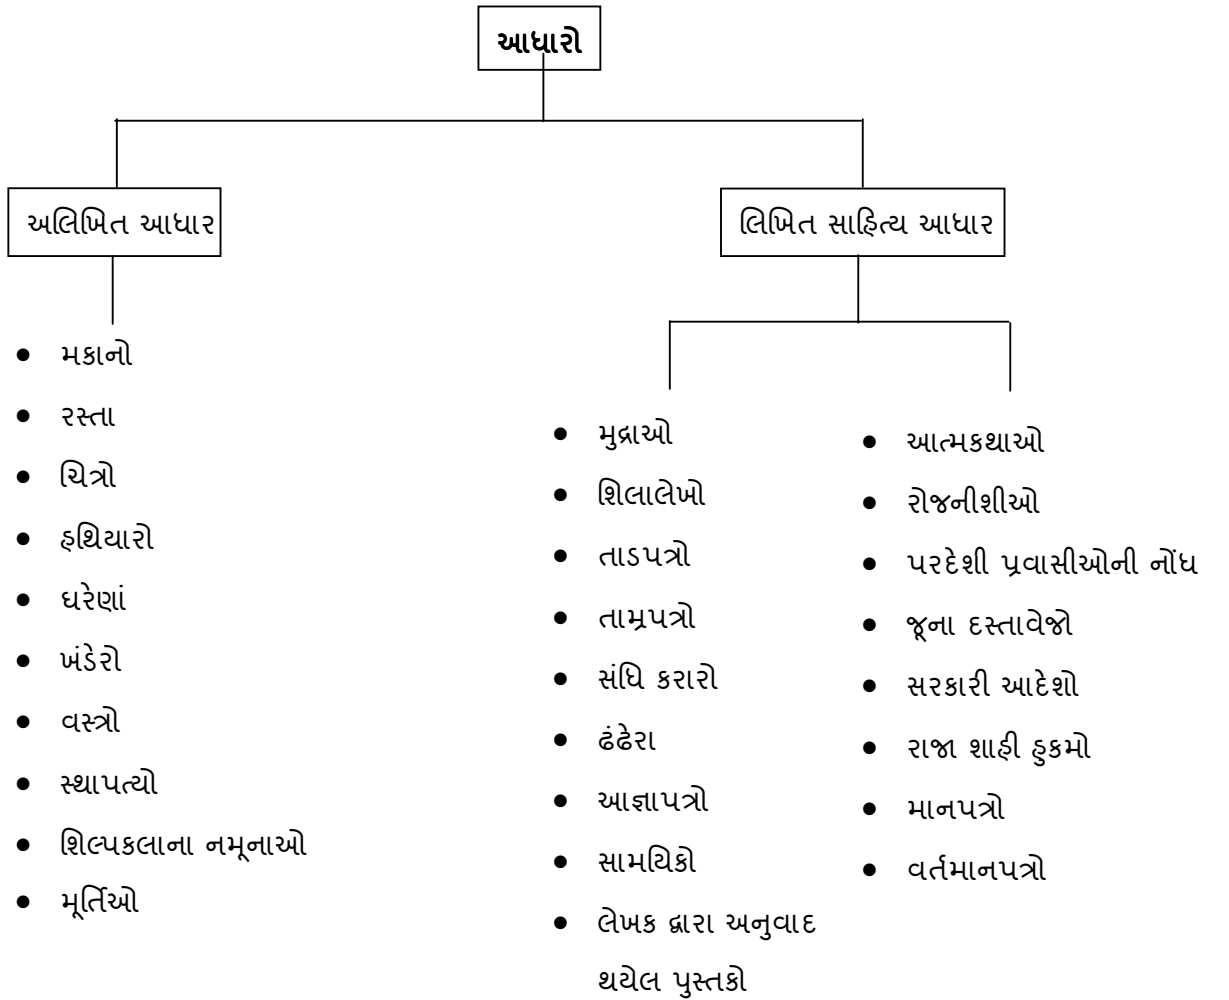 આધારો
અલિખિત આધાર
લિખિત સાહિત્ય આધાર
• મકાનો
• રસ્તા
• ચિત્રો
• હથિયારો
• ઘરેણાં
• ખંડેરો
• વસ્ત્રો
• સ્થાપત્યો
• શિલ્પકલાના નમૂનાઓ
• મૂર્તિઓ
• મુદ્રાઓ
• શિલાલેખો
• તાડપત્રો
• તામ્રપત્રો
• સંધિ કરારો
• ઢંઢેરા
• આજ્ઞાપત્રો
• સામયિકો
• લેખક દ્વારા અનુવાદ
થયેલ પુસ્તકો
• આત્મકથાઓ
• રોજનીશીઓ
• પરદેશી પ્રવાસીઓની નોંધ
• જૂના દસ્તાવેજો
• સરકારી આદેશો
• રાજા શાહી હુકમો
• માનપત્રો
• વર્તમાનપત્રો